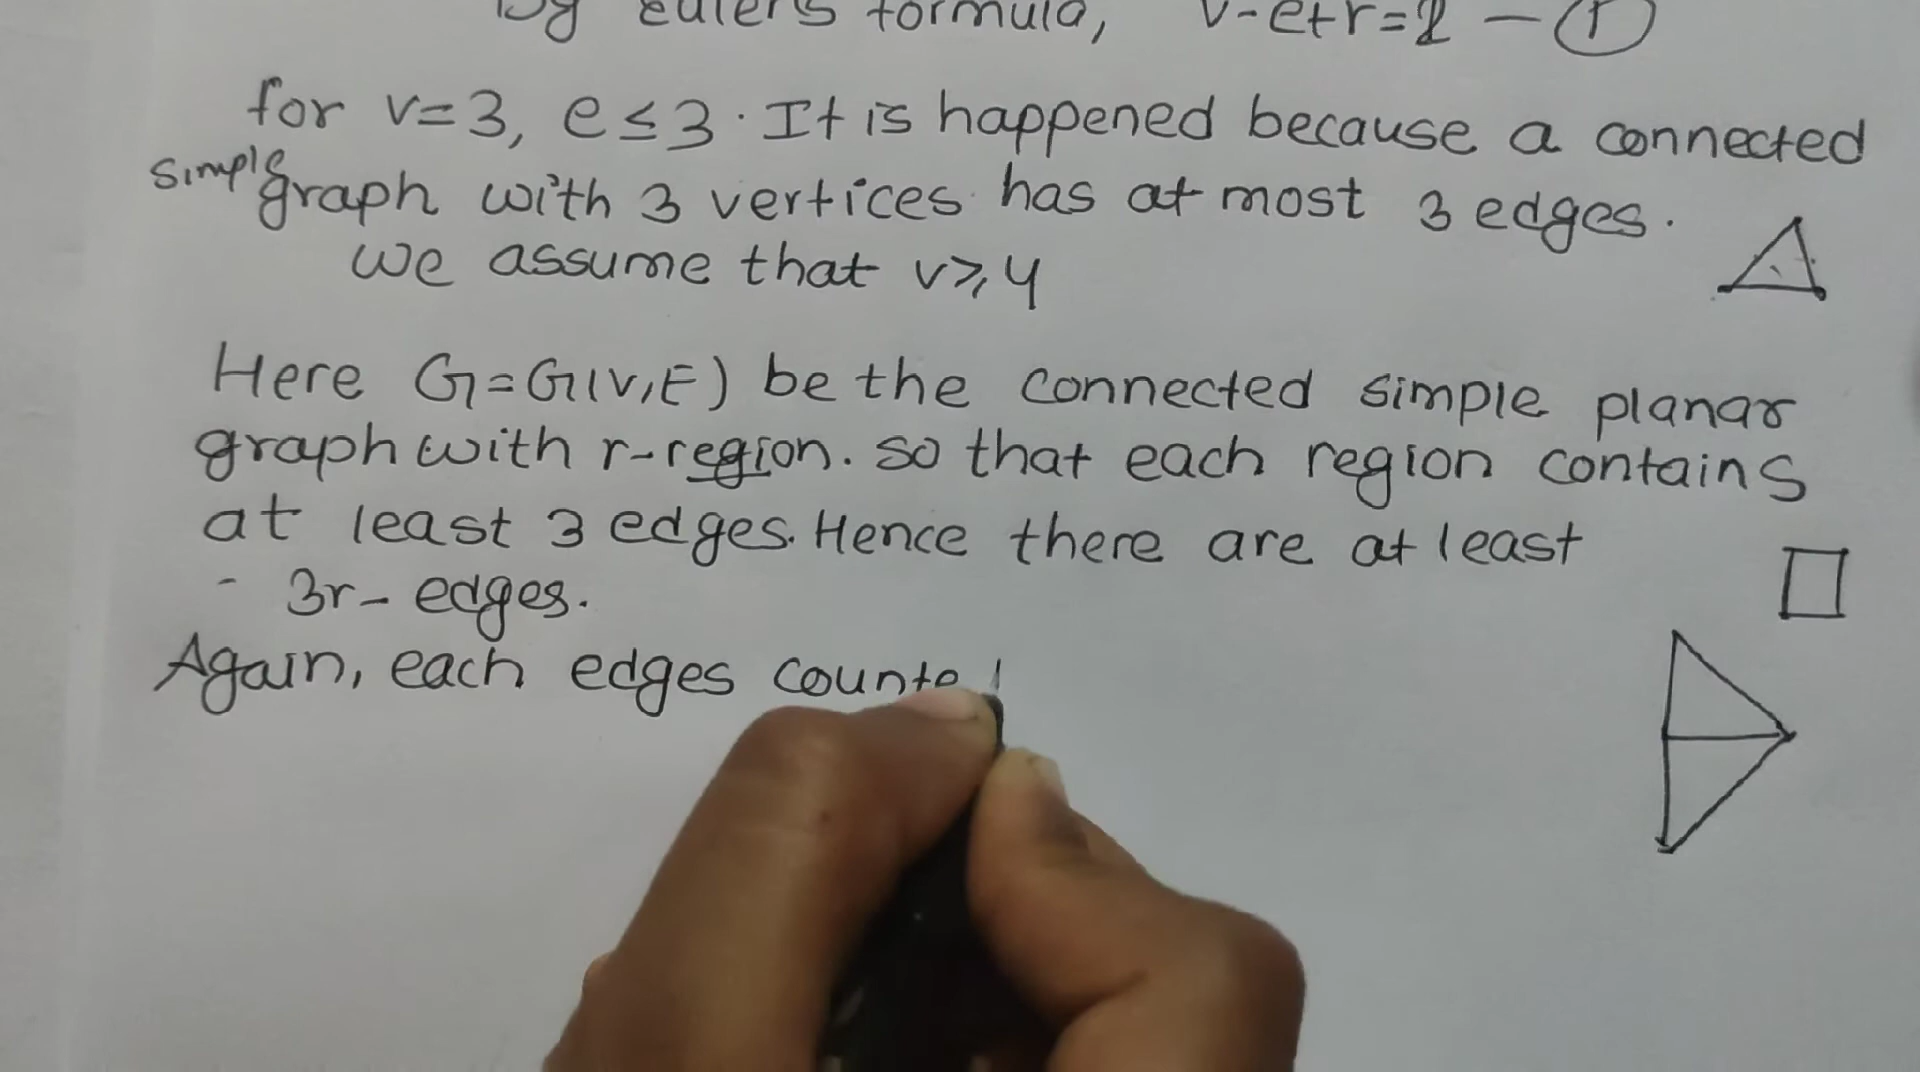 by euler's formula, v-e+r=2 — ①
for v=3, e≤3. It is happened because a connected
simple graph with 3 vertices has at most 3 edges.
we assume that v⩾4
Here G=G(V,E) be the connected simple planar
graph with r-region. so that each region contains
at least 3 edges. Hence there are at least
- 3r- edges.
Again, each edges counted